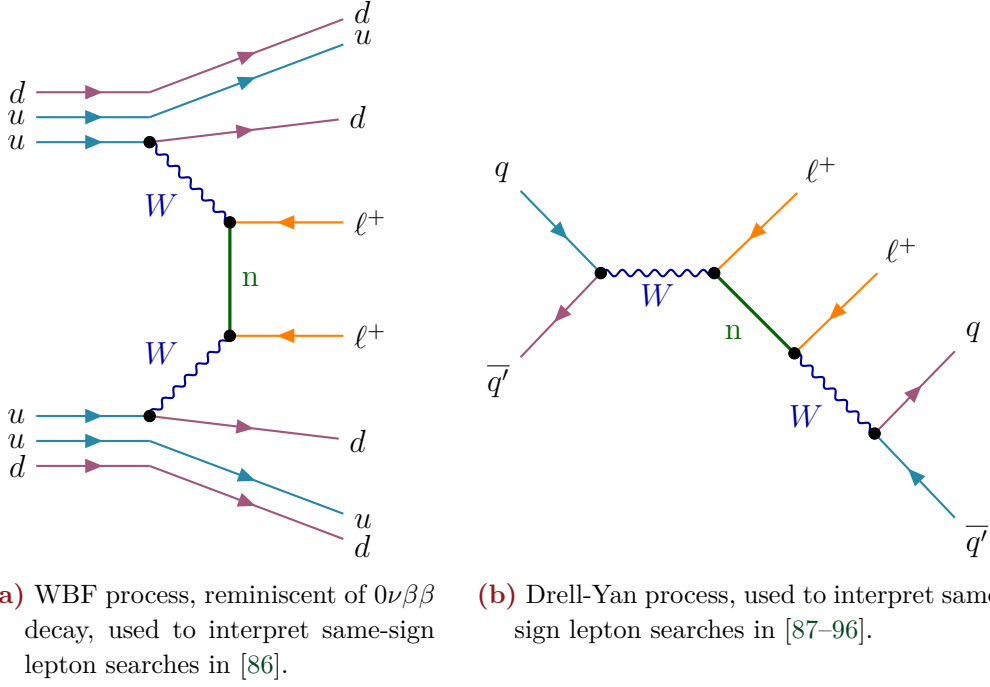 d
u
d
d
u
u
W
ℓ⁺
n
ℓ⁺
W
u
u
d
d
u
d
q
ℓ⁺
ℓ⁺
W
n
q
q′̅
W
q′̅
a) WBF process, reminiscent of 0νββ
decay, used to interpret same-sign
lepton searches in [86].
(b) Drell-Yan process, used to interpret same-
sign lepton searches in [87–96].